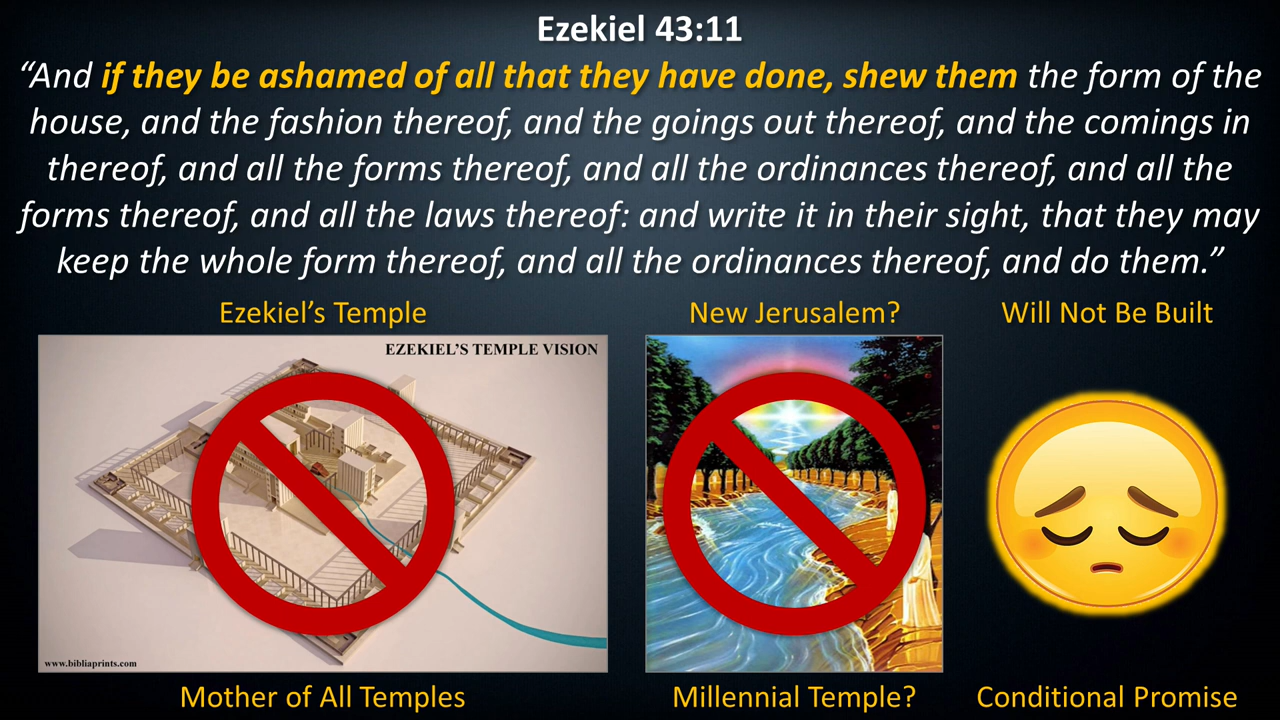 Ezekiel 43:11
“And if they be ashamed of all that they have done, shew them the form of the
house, and the fashion thereof, and the goings out thereof, and the comings in
thereof, and all the forms thereof, and all the ordinances thereof, and all the
forms thereof, and all the laws thereof: and write it in their sight, that they may
keep the whole form thereof, and all the ordinances thereof, and do them.”
Ezekiel’s Temple
New Jerusalem?
Will Not Be Built
EZEKIEL’S TEMPLE VISION
www.bibliaprints.com
Mother of All Temples
Millennial Temple?
Conditional Promise